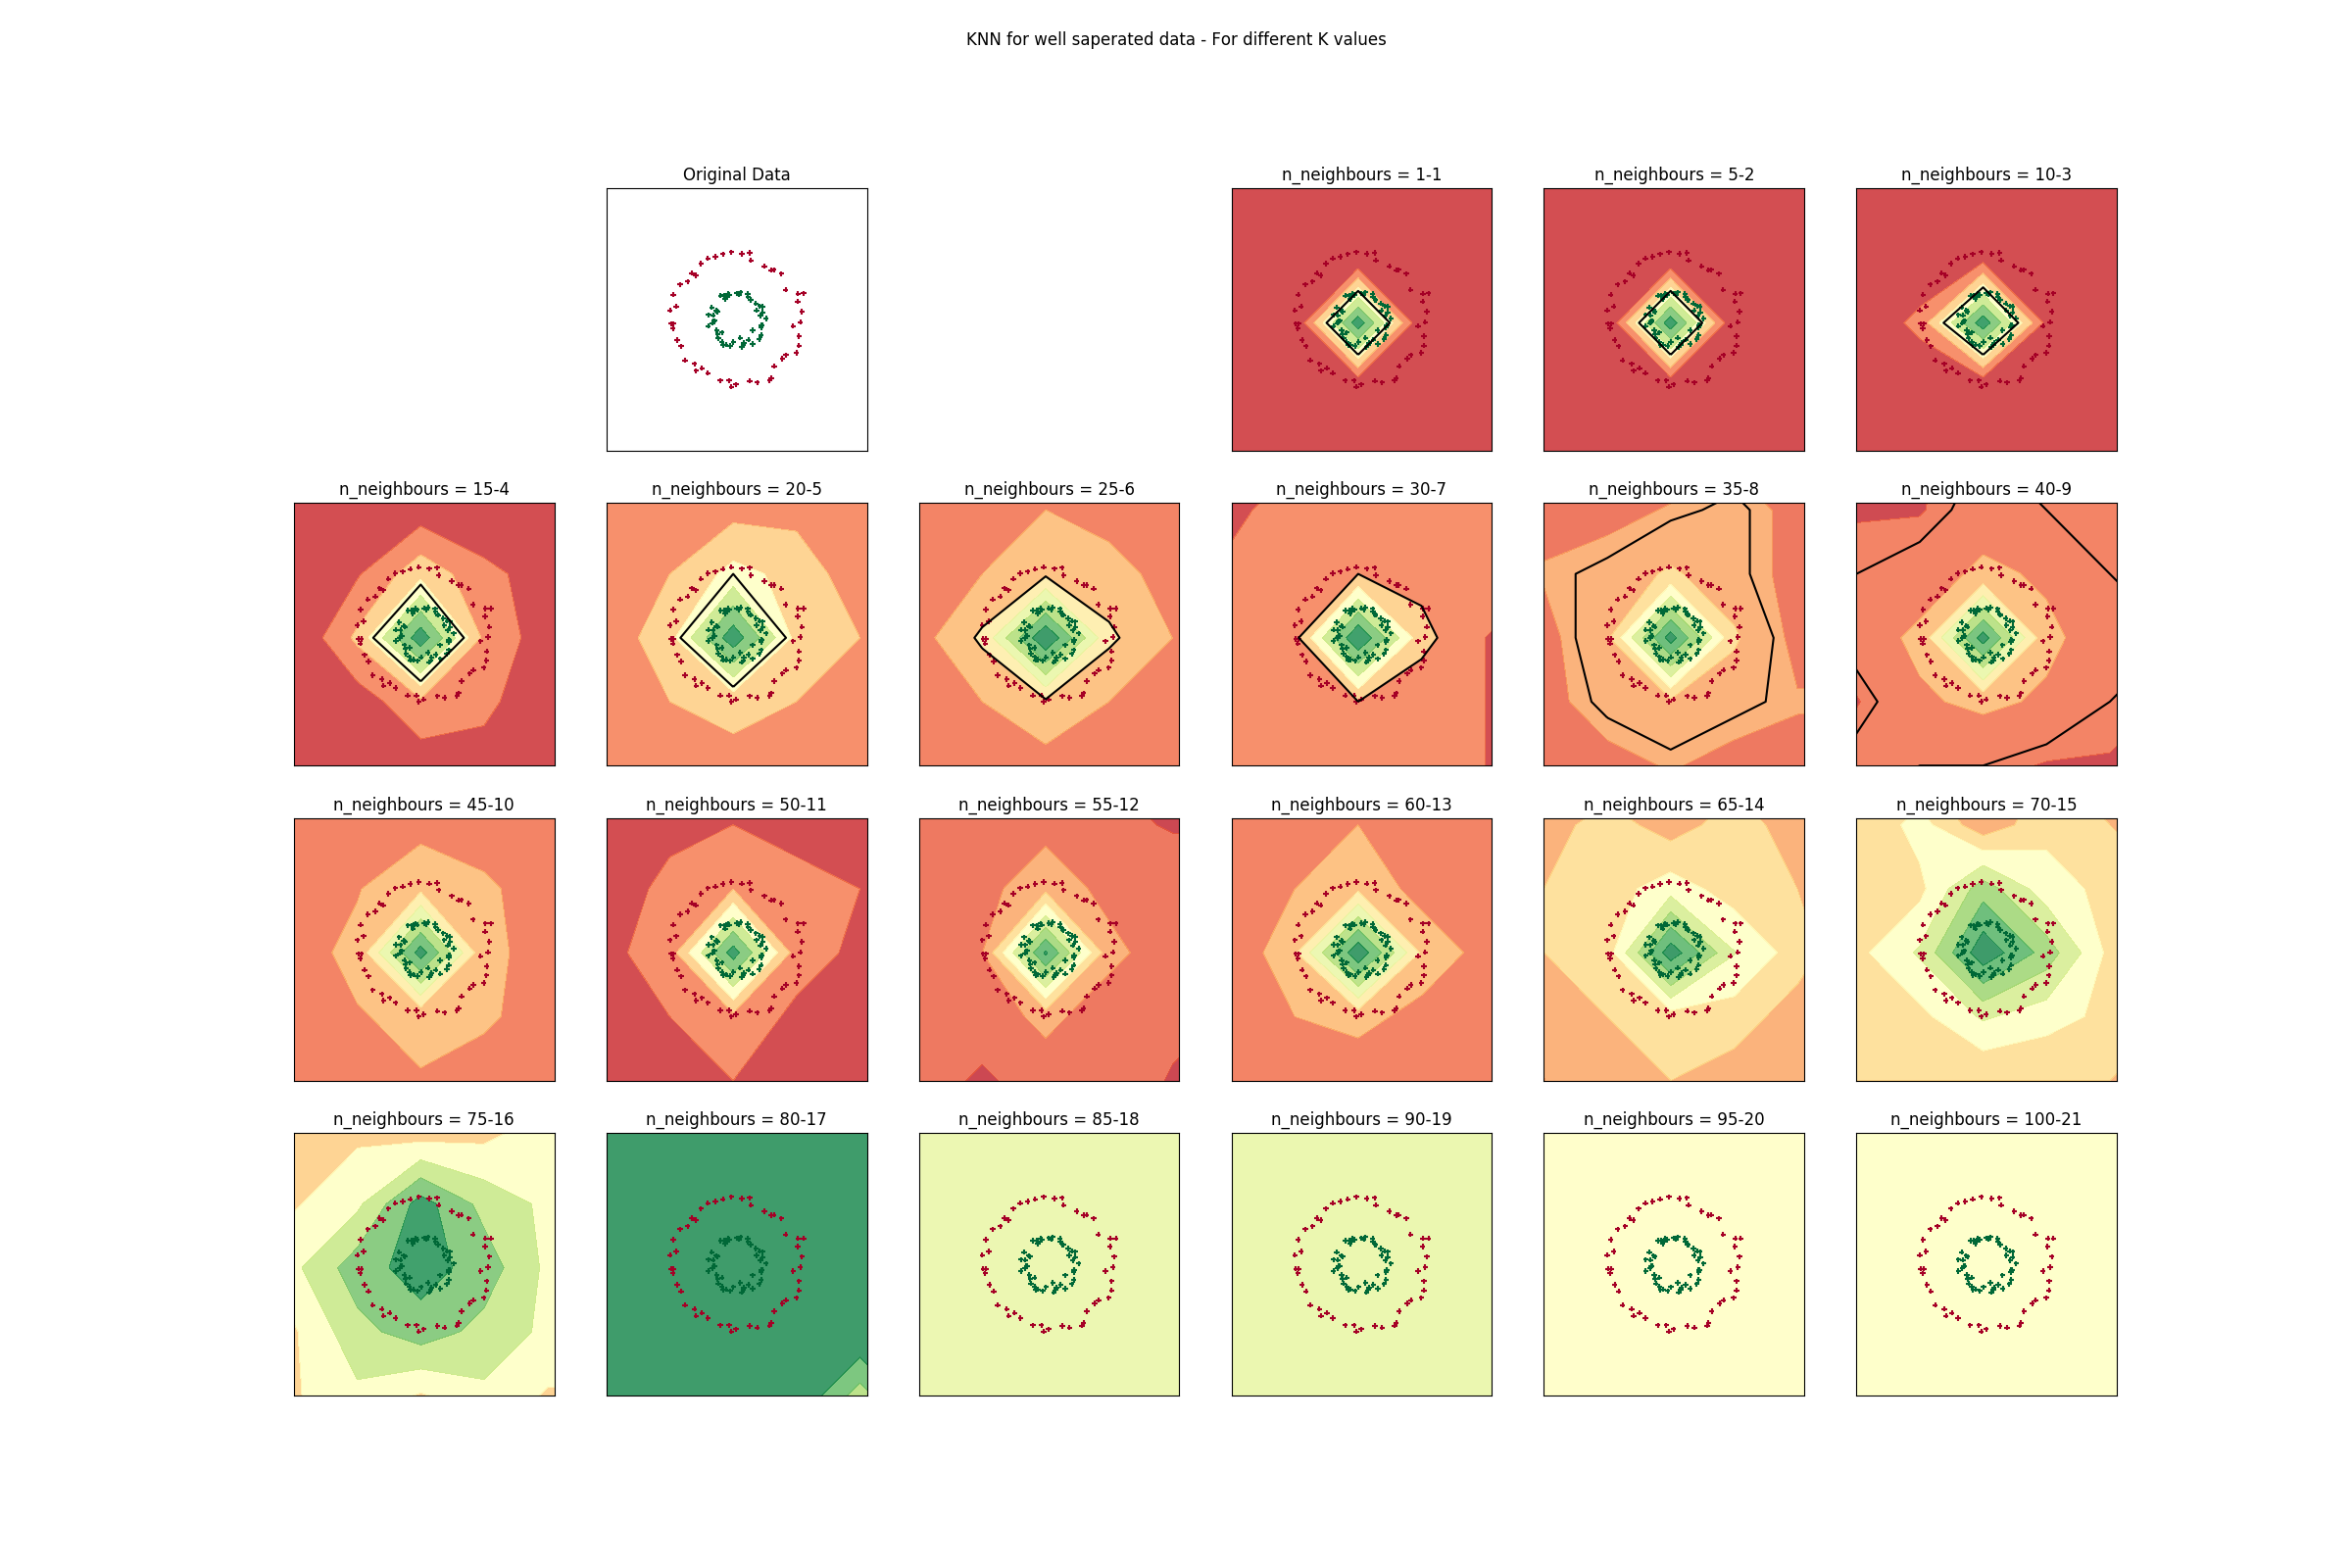 KNN for well saperated data - For different K values
Original Data
n_neighbours = 1-1
n_neighbours = 5-2
n_neighbours = 10-3
n_neighbours = 15-4
n_neighbours = 20-5
n_neighbours = 25-6
n_neighbours = 30-7
n_neighbours = 35-8
n_neighbours = 40-9
n_neighbours = 45-10
n_neighbours = 50-11
n_neighbours = 55-12
n_neighbours = 60-13
n_neighbours = 65-14
n_neighbours = 70-15
n_neighbours = 75-16
n_neighbours = 80-17
n_neighbours = 85-18
n_neighbours = 90-19
n_neighbours = 95-20
n_neighbours = 100-21